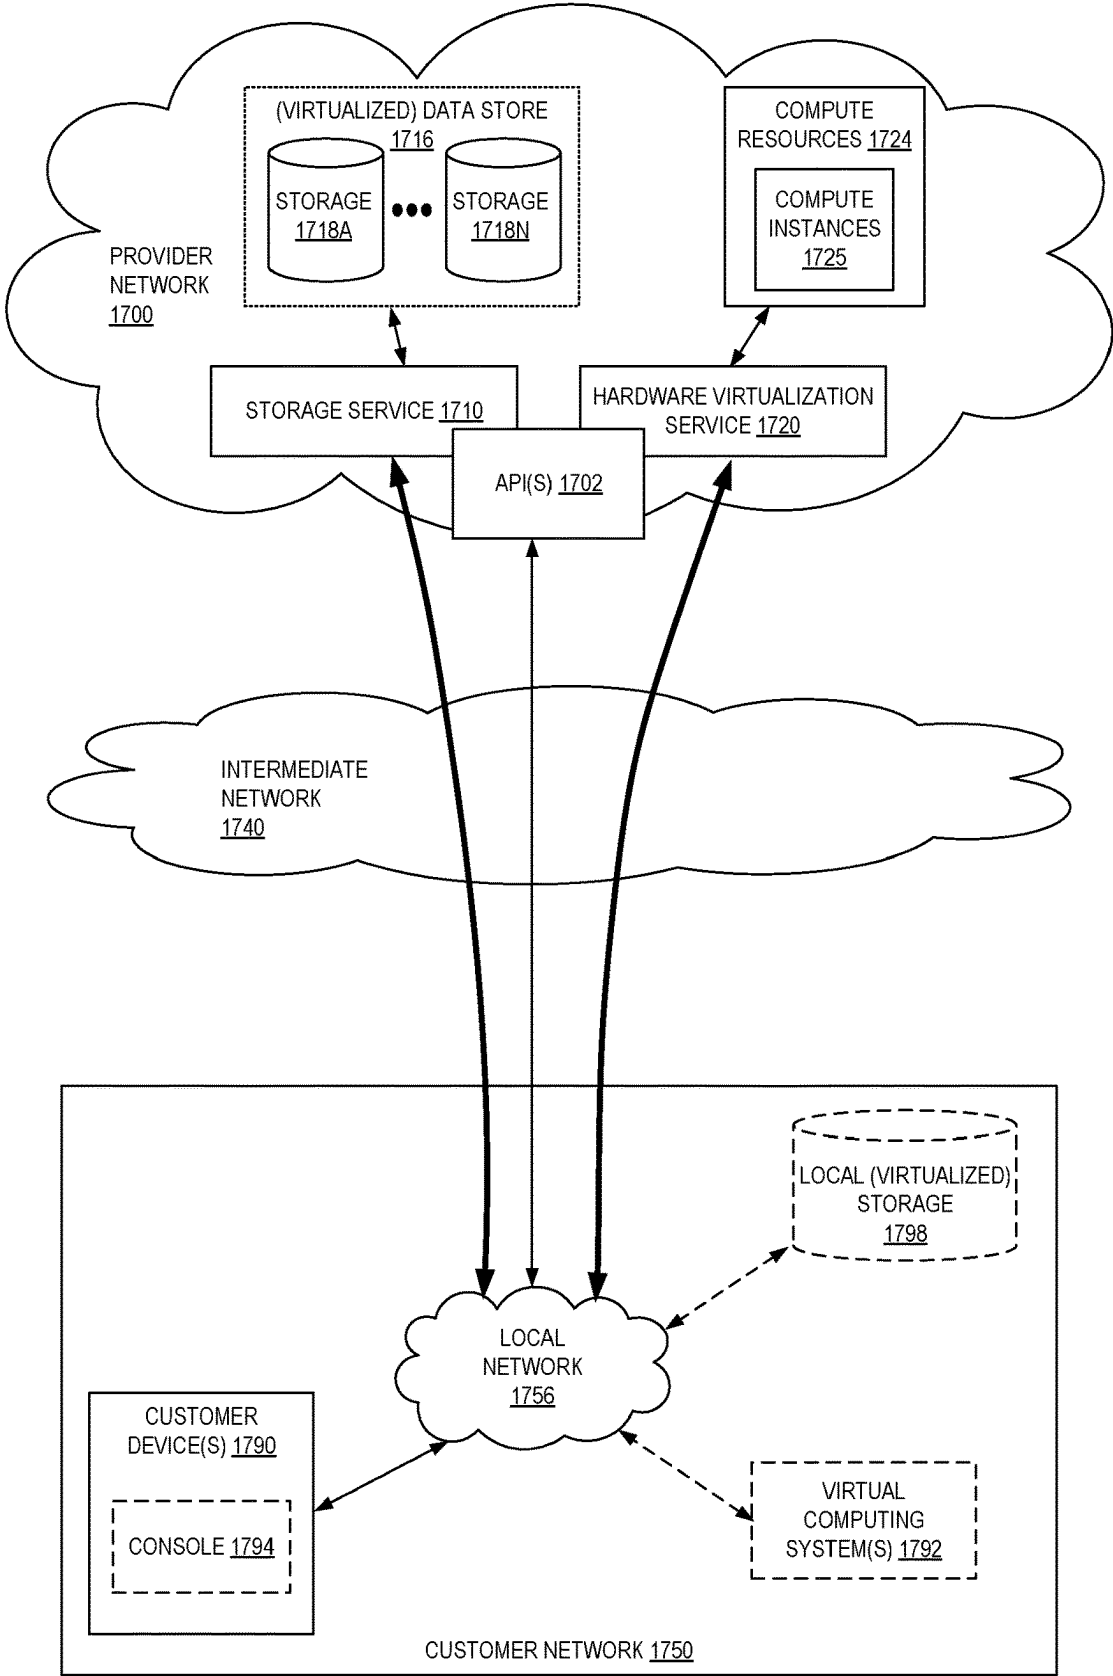 (VIRTUALIZED) DATA STORE
1716
STORAGE
1718A
STORAGE
1718N
COMPUTE
RESOURCES 1724
COMPUTE
INSTANCES
1725
PROVIDER
NETWORK
1700
STORAGE SERVICE 1710
HARDWARE VIRTUALIZATION
SERVICE 1720
API(S) 1702
INTERMEDIATE
NETWORK
1740
LOCAL (VIRTUALIZED)
STORAGE
1798
LOCAL
NETWORK
1756
CUSTOMER
DEVICE(S) 1790
CONSOLE 1794
VIRTUAL
COMPUTING
SYSTEM(S) 1792
CUSTOMER NETWORK 1750